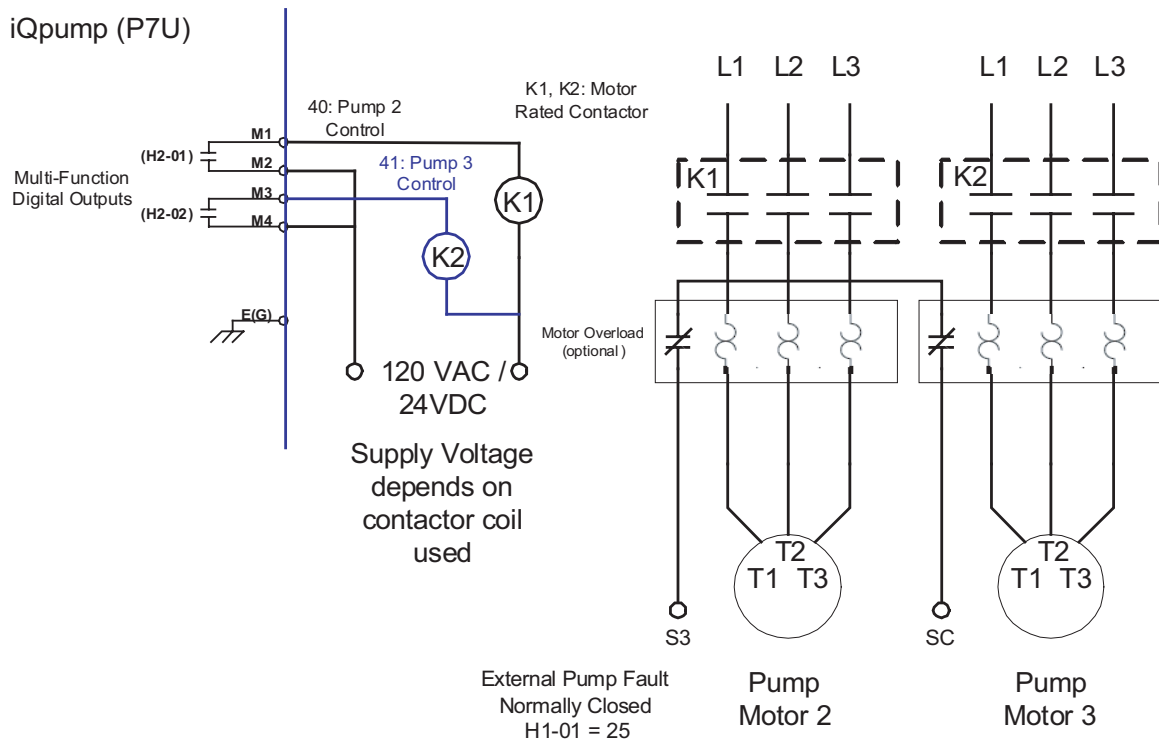 iQpump (P7U)
40: Pump 2
Control
K1, K2: Motor
Rated Contactor
M1
(H2-01)
M2
41: Pump 3
Control
Multi-Function
Digital Outputs
M3
(H2-02)
M4
K1
K2
E(G)
120 VAC /
24VDC
Supply Voltage
depends on
contactor coil
used
L1 L2 L3
L1 L2 L3
K1
K2
Motor Overload
(optional )
T2
T1 T3
T2
T1 T3
S3
SC
External Pump Fault
Normally Closed
H1-01 = 25
Pump
Motor 2
Pump
Motor 3